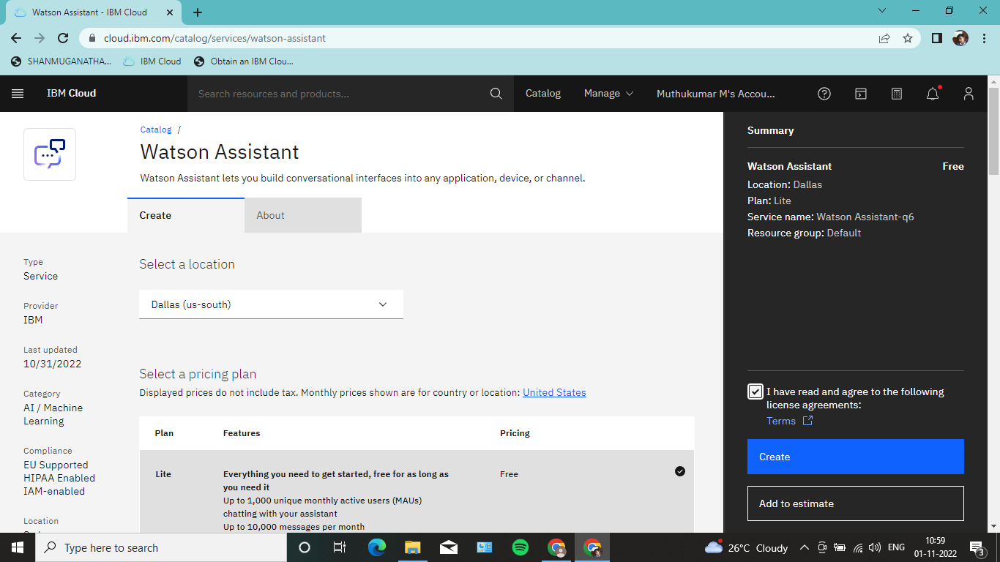 Watson Assistant - IBM Cloud
cloud.ibm.com/catalog/services/watson-assistant
SHANMUGANATHA... IBM Cloud Obtain an IBM Clou...
IBM Cloud Search resources and products... Catalog Manage Muthukumar M's Accou...
Catalog /
Watson Assistant
Watson Assistant lets you build conversational interfaces into any application, device, or channel.
Create About
Type
Service
Provider
IBM
Last updated
10/31/2022
Category
AI / Machine
Learning
Compliance
EU Supported
HIPAA Enabled
IAM-enabled
Location
Select a location
Dallas (us-south)
Select a pricing plan
Displayed prices do not include tax. Monthly prices shown are for country or location: United States
Plan Features Pricing
Lite Everything you need to get started, free for as long as Free
you need it
Up to 1,000 unique monthly active users (MAUs)
chatting with your assistant
Up to 10,000 messages per month
Summary
Watson Assistant Free
Location: Dallas
Plan: Lite
Service name: Watson Assistant-q6
Resource group: Default
I have read and agree to the following
license agreements:
Terms
Create
Add to estimate
Type here to search
26°C Cloudy
ENG
10:59
01-11-2022
3